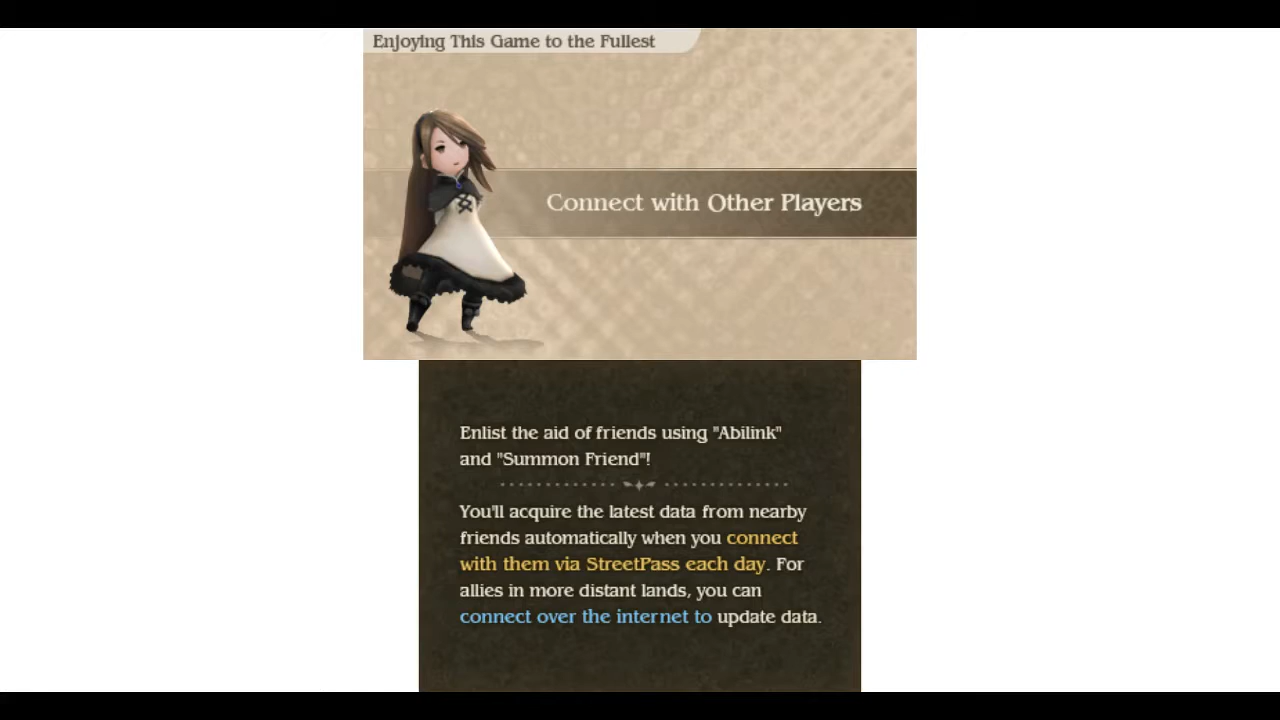 Enjoying This Game to the Fullest
Connect with Other Players
Enlist the aid of friends using "Abilink"
and "Summon Friend"!
You'll acquire the latest data from nearby
friends automatically when you connect
with them via StreetPass each day. For
allies in more distant lands, you can
connect over the internet to update data.